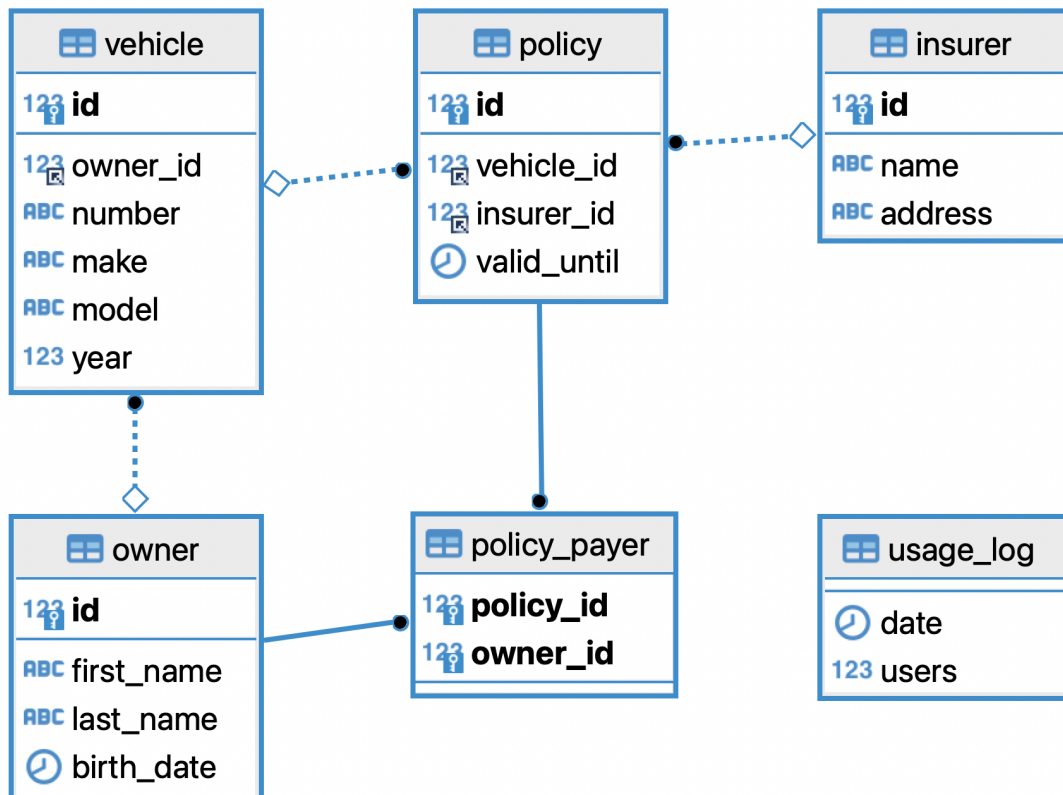 vehicle
123 id
123 owner_id
ABC number
ABC make
ABC model
123 year
policy
123 id
123 vehicle_id
123 insurer_id
valid_until
insurer
123 id
ABC name
ABC address
owner
123 id
ABC first_name
ABC last_name
birth_date
policy_payer
123 policy_id
123 owner_id
usage_log
date
123 users